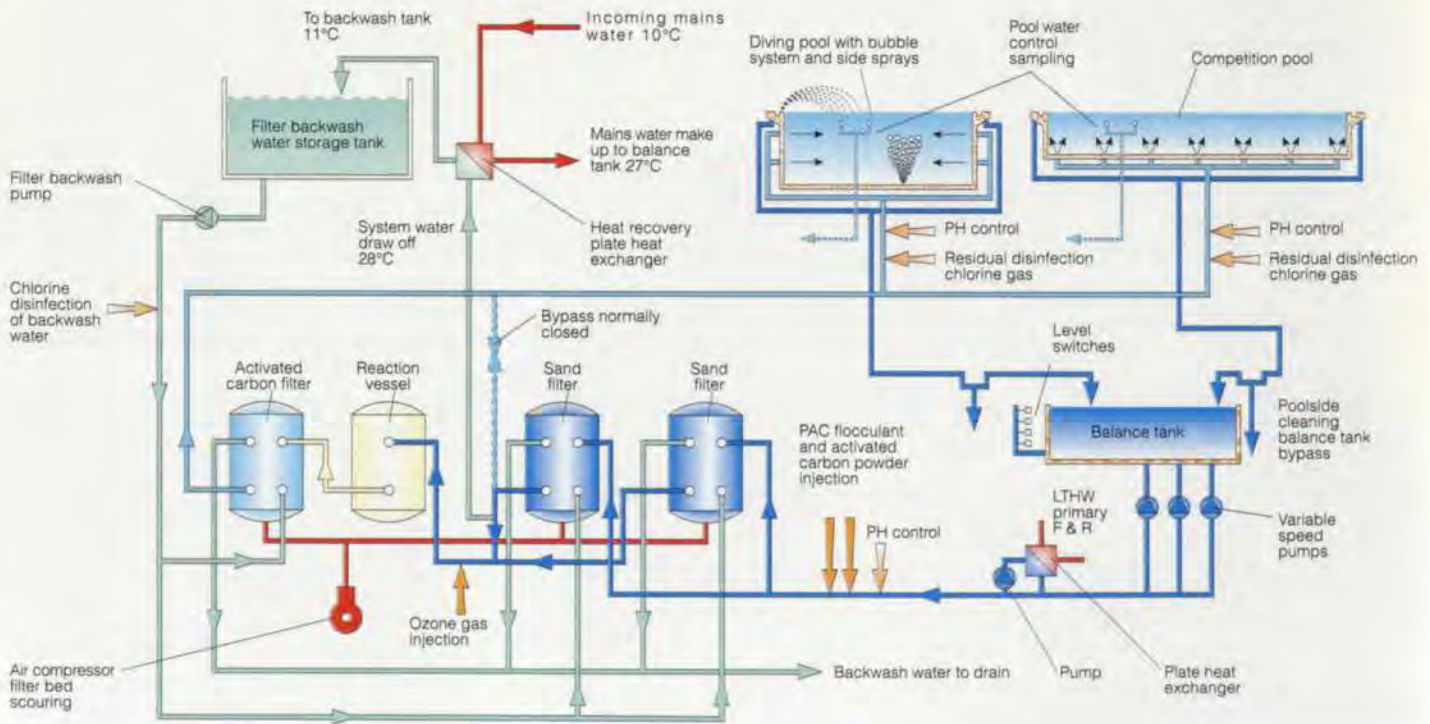 To backwash tank
11°C
Incoming mains
water 10°C
Diving pool with bubble
system and side sprays
Pool water
control
sampling
Competition pool
Filter backwash
water storage tank
Mains water make
up to balance
tank 27°C
Filter backwash
pump
System water
draw off
28°C
Heat recovery
plate heat
exchanger
PH control
Residual disinfection
chlorine gas
PH control
Residual disinfection
chlorine gas
Chlorine
disinfection
of backwash
water
Bypass normally
closed
Level
switches
Activated
carbon filter
Reaction
vessel
Sand
filter
Sand
filter
PAC flocculant
and activated
carbon powder
injection
Balance tank
Poolside
cleaning
balance tank
bypass
LTHW
primary
F & R
PH control
Variable
speed
pumps
Ozone gas
injection
Air compressor
filter bed
scouring
Backwash water to drain
Pump
Plate heat
exchanger